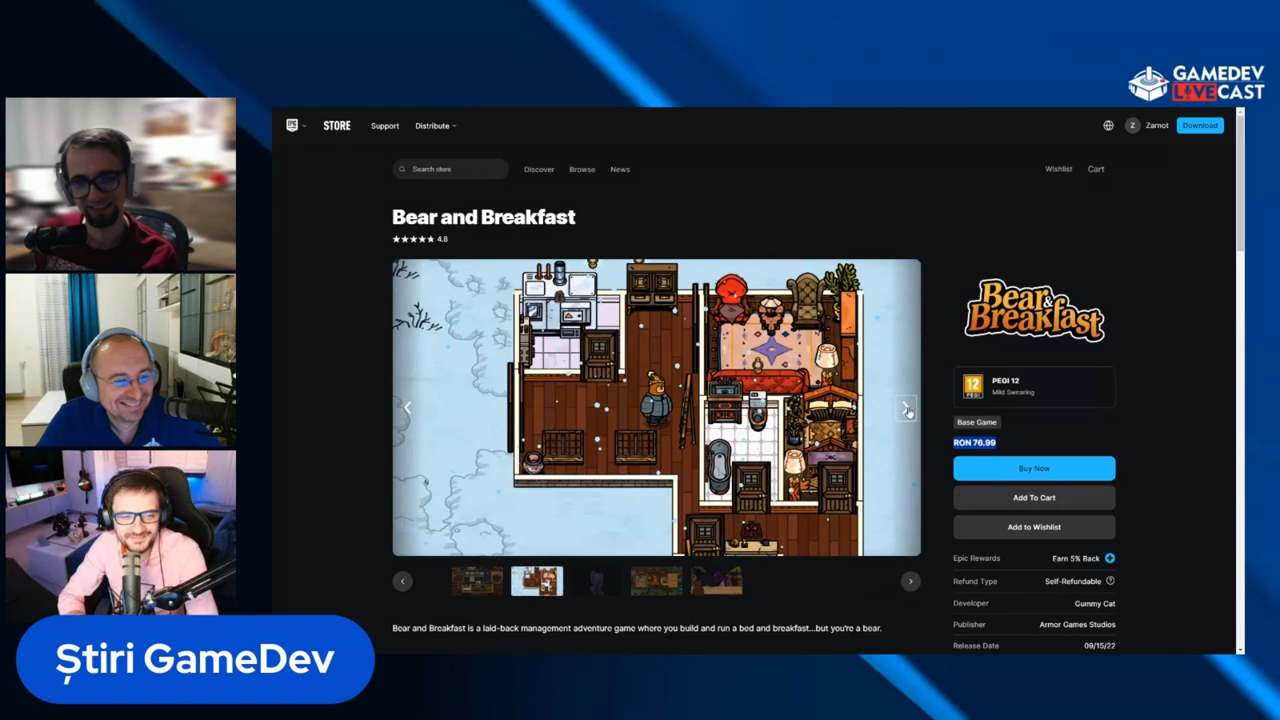 GAMEDEV
LIVECAST
EPIC
STORE
Support
Distribute
Z
Zarnot
Download
Search store
Discover
Browse
News
Wishlist
Cart
Bear and Breakfast
4.8
Bear &
Breakfast
12
PEGI
PEGI 12
Mild Swearing
Base Game
RON 76.99
Buy Now
Add To Cart
Add to Wishlist
Epic Rewards
Earn 5% Back
Refund Type
Self-Refundable
Developer
Gummy Cat
Publisher
Armor Games Studios
Release Date
09/15/22
Bear and Breakfast is a laid-back management adventure game where you build and run a bed and breakfast...but you're a bear.
Știri GameDev